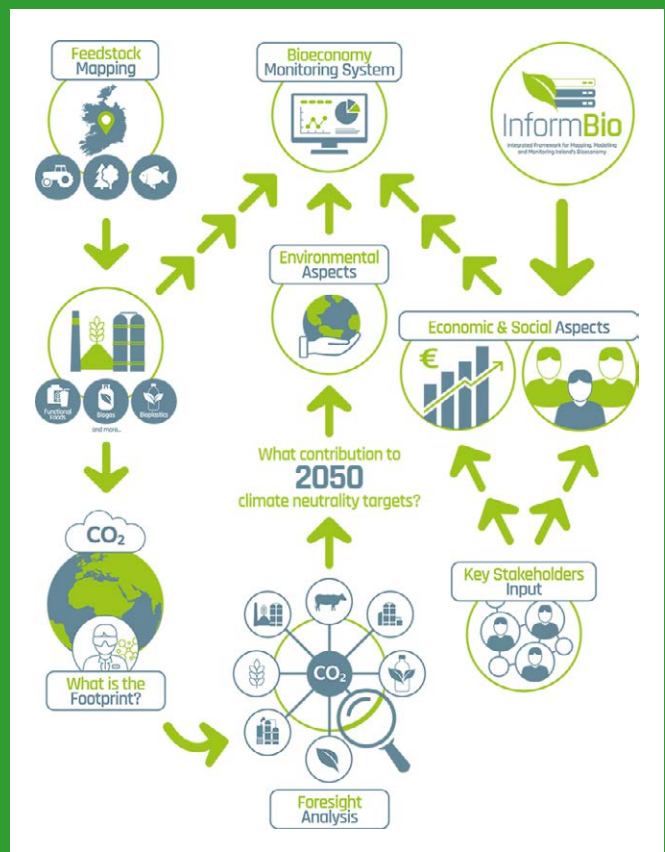 Feedstock
Mapping
Bioeconomy
Monitoring System
InformBio
Integrated Framework for Mapping, Modelling
and Monitoring Ireland's Bioeconomy
Environmental
Aspects
Economic & Social Aspects
€
Functional
Foods
Biogas
Bioplastics
and more...
What contribution to
2050
climate neutrality targets?
CO₂
What is the
Footprint?
Key Stakeholders
Input
CO₂
Foresight
Analysis